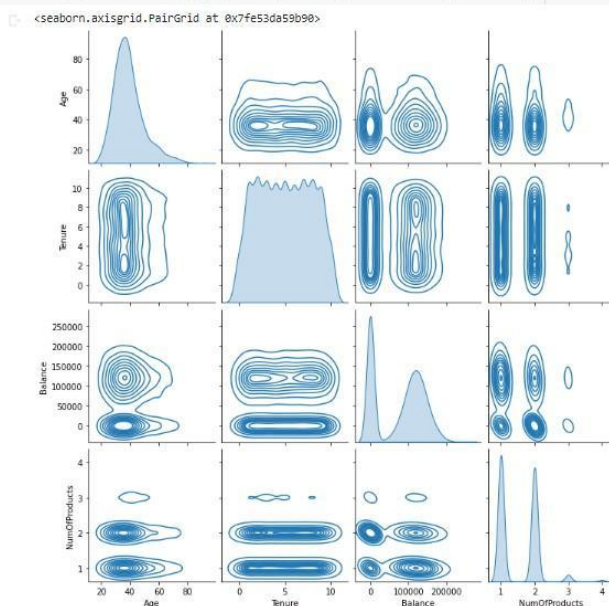 <seaborn.axisgrid.PairGrid at 0x7fe53da59b90>
80
60
40
20
Age
10
8
6
4
2
0
Tenure
250000
200000
150000
100000
50000
0
Balance
4
3
2
1
NumOfProducts
20 40 60 80
0 5 10
0 100000 200000
1 2 3 4
Age
Tenure
Balance
NumOfProducts